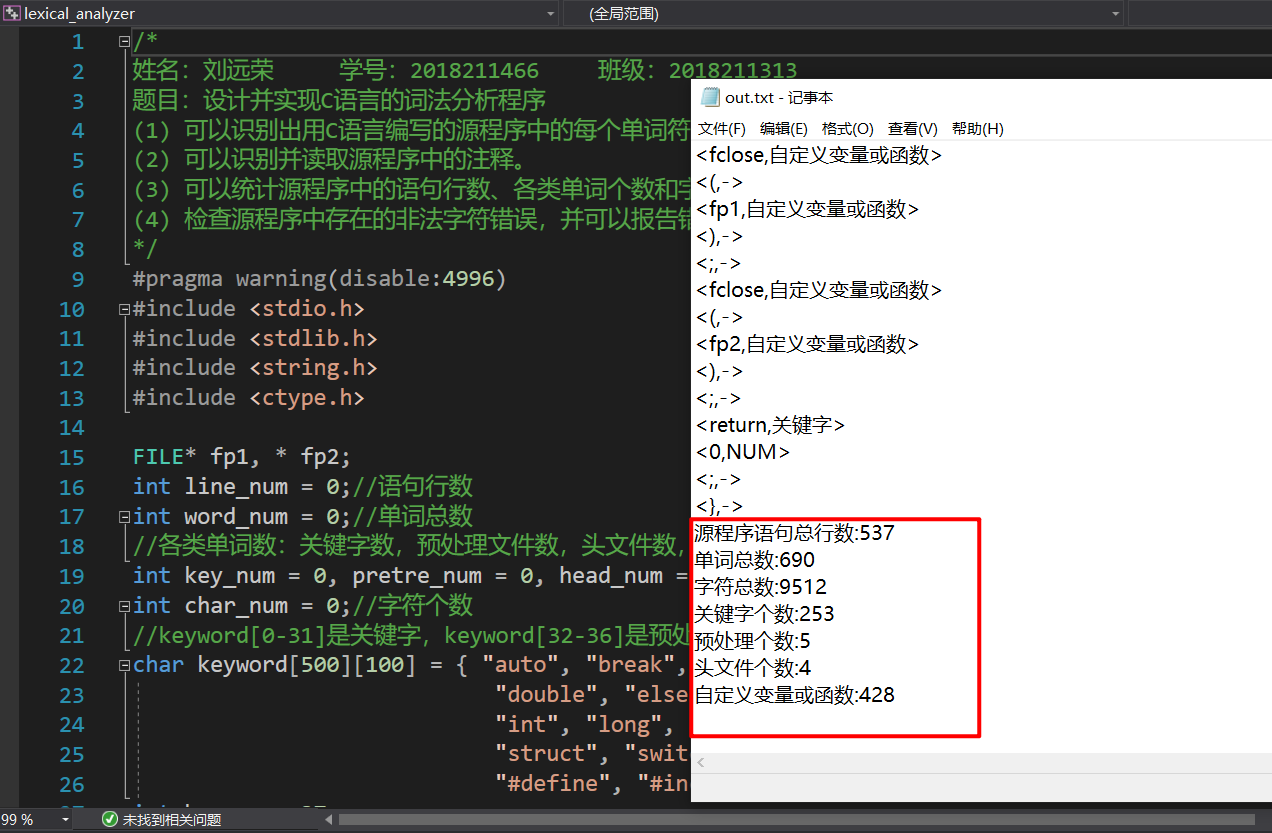 lexical_analyzer (全局范围)
1 /*
2 姓名：刘远荣 学号：2018211466 班级：2018211313
3 题目：设计并实现C语言的词法分析程序
4 (1) 可以识别出用C语言编写的源程序中的每个单词符
5 (2) 可以识别并读取源程序中的注释。
6 (3) 可以统计源程序中的语句行数、各类单词个数和字
7 (4) 检查源程序中存在的非法字符错误，并可以报告错
8 */
9 #pragma warning(disable:4996)
10 #include <stdio.h>
11 #include <stdlib.h>
12 #include <string.h>
13 #include <ctype.h>
14
15 FILE* fp1, * fp2;
16 int line_num = 0;//语句行数
17 int word_num = 0;//单词总数
18 //各类单词数：关键字数，预处理文件数，头文件数，
19 int key_num = 0, pretre_num = 0, head_num =
20 int char_num = 0;//字符个数
21 //keyword[0-31]是关键字，keyword[32-36]是预处
22 char keyword[500][100] = { "auto", "break",
23 "double", "else
24 "int", "long",
25 "struct", "swit
26 "#define", "#in
99 % 未找到相关问题
out.txt - 记事本
文件(F) 编辑(E) 格式(O) 查看(V) 帮助(H)
<fclose,自定义变量或函数>
<(,->
<fp1,自定义变量或函数>
<),->
<;,->
<fclose,自定义变量或函数>
<(,->
<fp2,自定义变量或函数>
<),->
<;,->
<return,关键字>
<0,NUM>
<;,->
<},->
源程序语句总行数:537
单词总数:690
字符总数:9512
关键字个数:253
预处理个数:5
头文件个数:4
自定义变量或函数:428